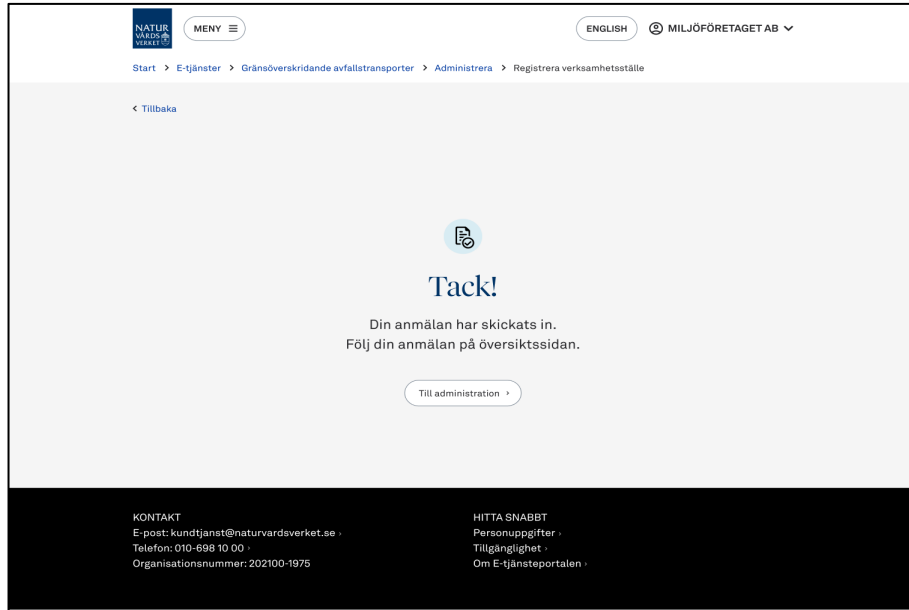 NATUR
VÅRDS
VERKET
MENY
ENGLISH
MILJÖFÖRETAGET AB
Start > E-tjänster > Gränsöverskridande avfallstransporter > Administrera > Registrera verksamhetsställe
< Tillbaka
Tack!
Din anmälan har skickats in.
Följ din anmälan på översiktssidan.
Till administration ›
KONTAKT
E-post: kundtjanst@naturvardsverket.se ›
Telefon: 010-698 10 00 ›
Organisationsnummer: 202100-1975
HITTA SNABBT
Personuppgifter ›
Tillgänglighet ›
Om E-tjänsteportalen ›